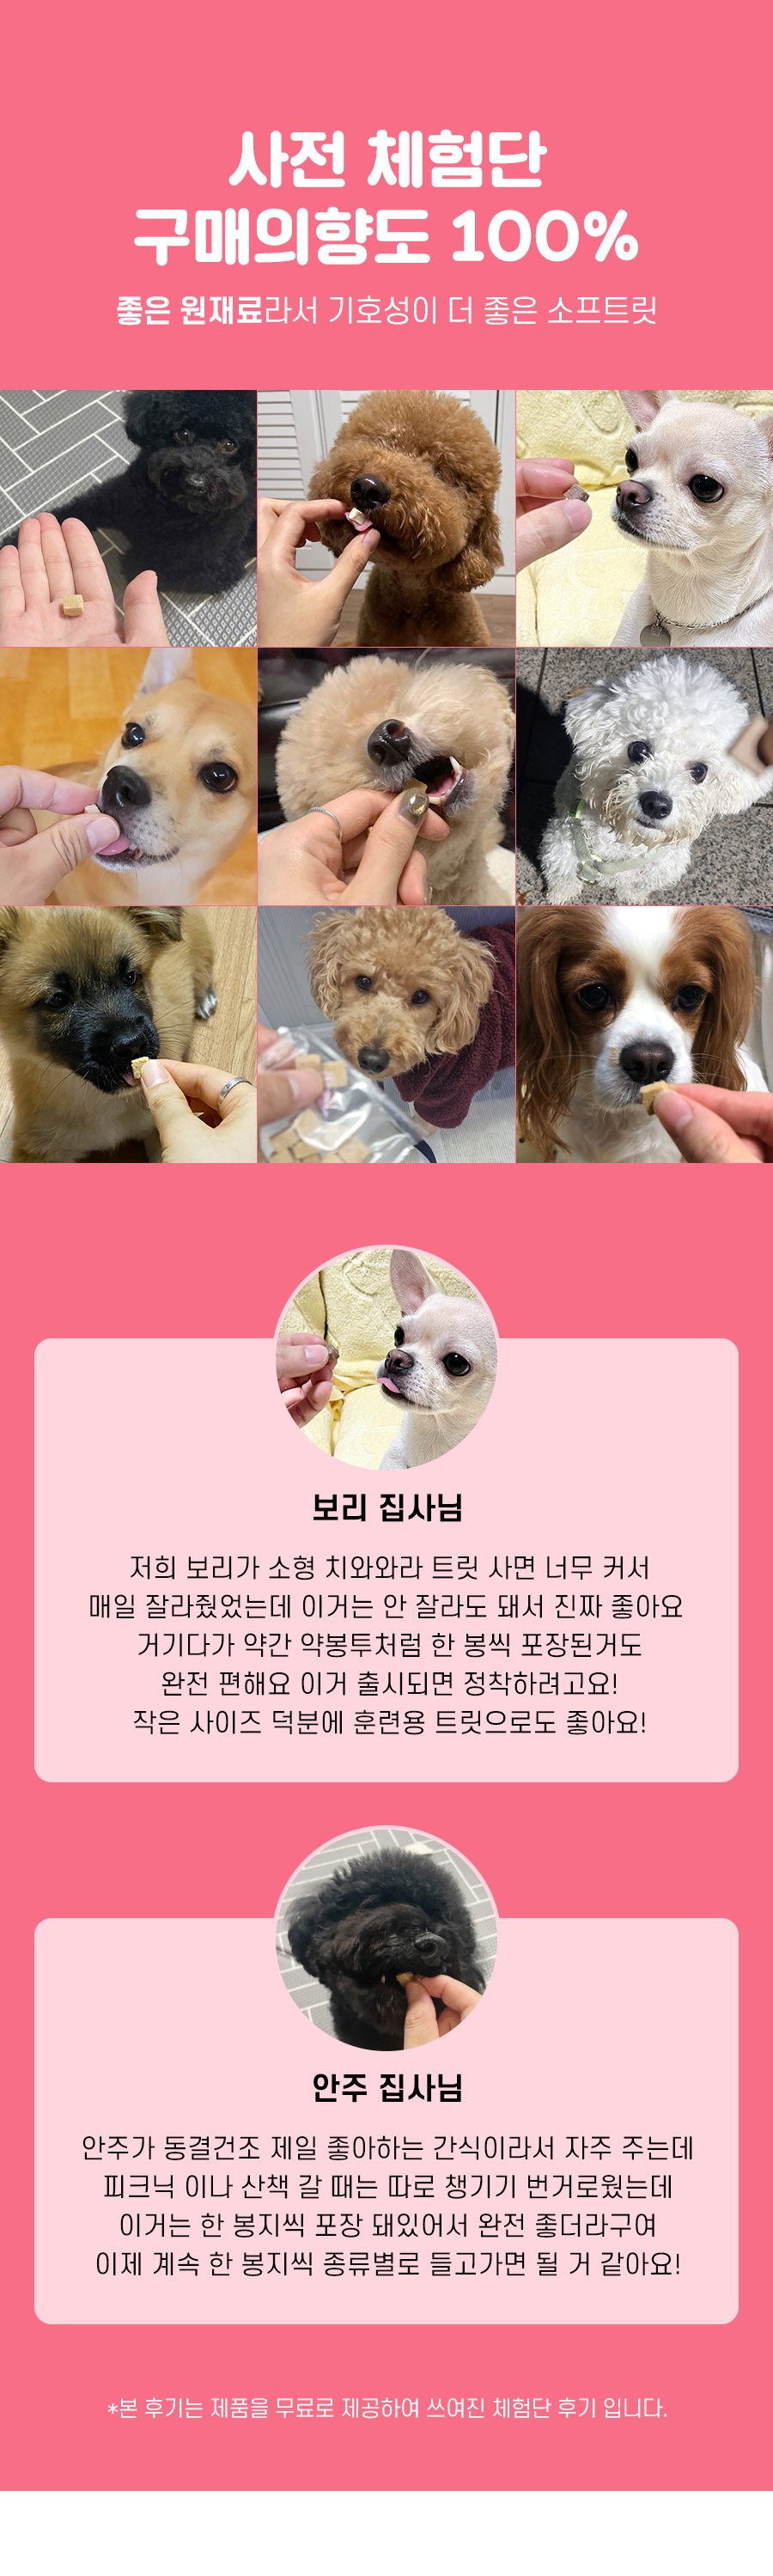 사전 체험단
구매의향도 100%
좋은 원재료라서 기호성이 더 좋은 소프트릿
보리 집사님
저희 보리가 소형 치와와라 트릿 사면 너무 커서
매일 잘라줬었는데 이거는 안 잘라도 돼서 진짜 좋아요
거기다가 약간 약봉투처럼 한 봉씩 포장된거도
완전 편해요 이거 출시되면 정착하려고요!
작은 사이즈 덕분에 훈련용 트릿으로도 좋아요!
안주 집사님
안주가 동결건조 제일 좋아하는 간식이라서 자주 주는데
피크닉 이나 산책 갈 때는 따로 챙기기 번거로웠는데
이거는 한 봉지씩 포장 돼있어서 완전 좋더라구여
이제 계속 한 봉지씩 종류별로 들고가면 될 거 같아요!
*본 후기는 제품을 무료로 제공하여 쓰여진 체험단 후기 입니다.